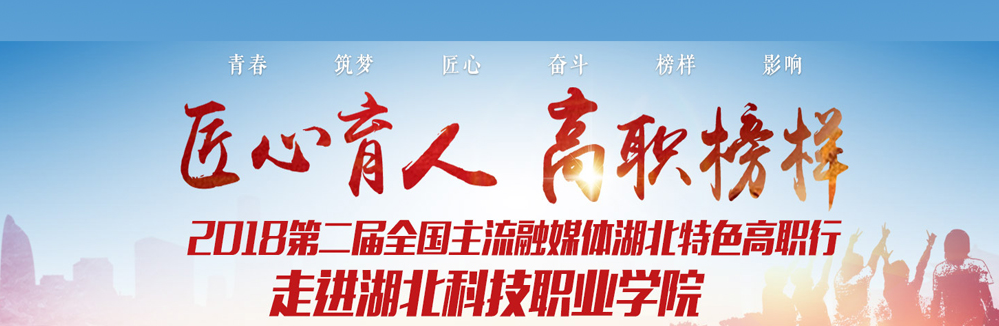 青春 筑梦 匠心 奋斗 榜样 影响
匠心育人 高职榜样
2018第二届全国主流融媒体湖北特色高职行
走进湖北科技职业学院